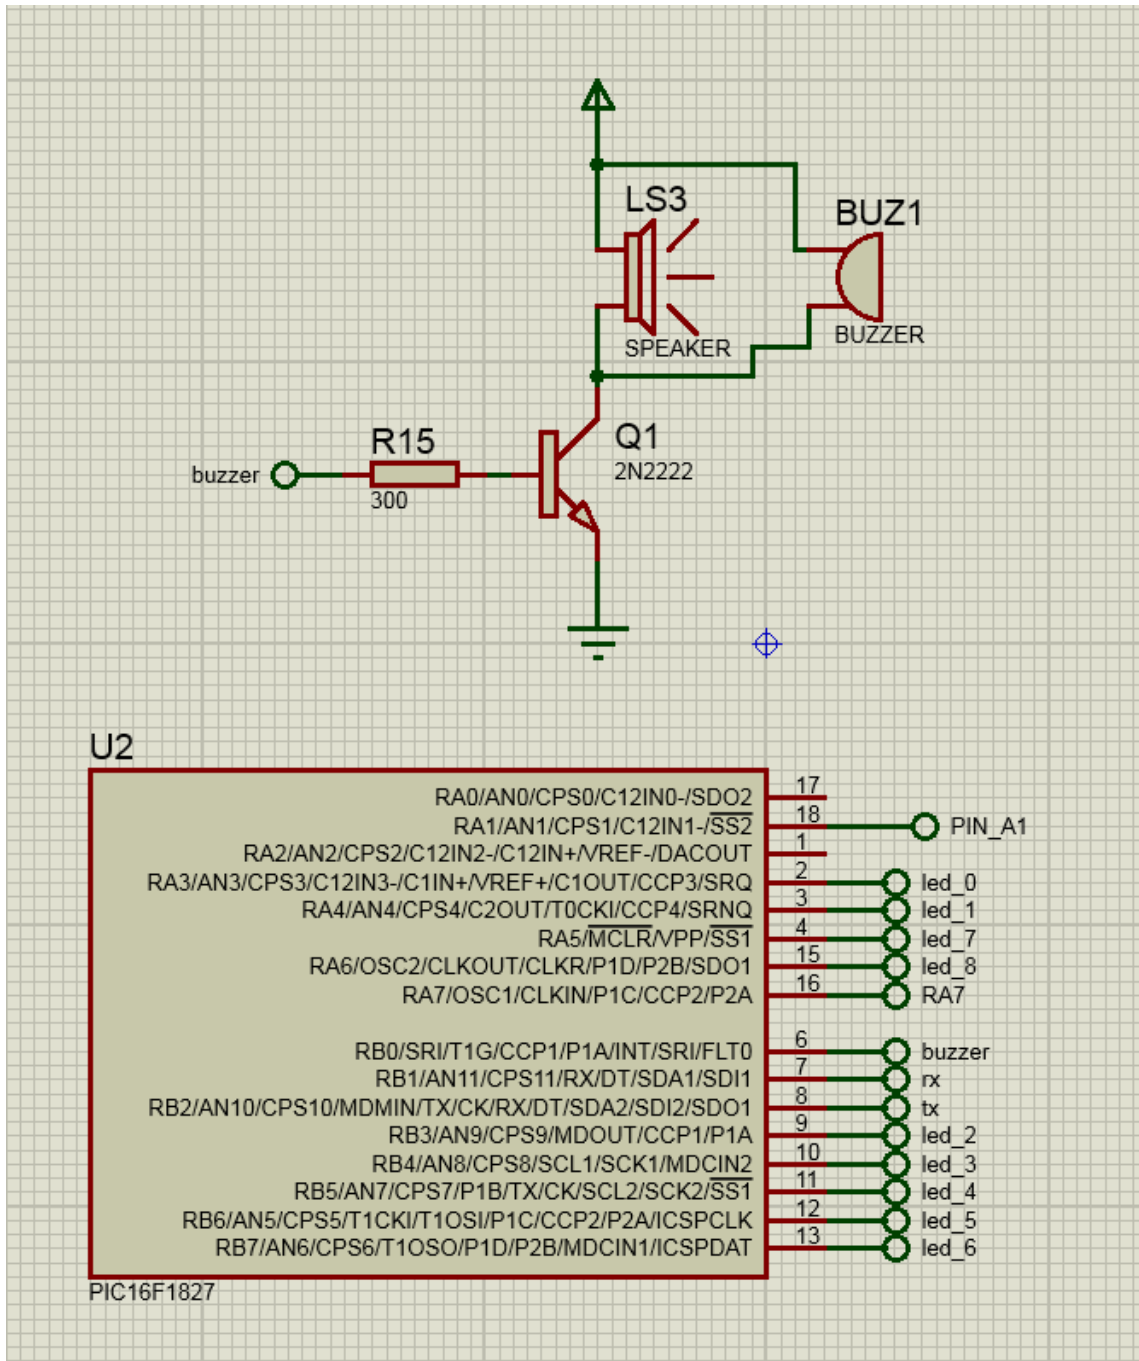 LS3
SPEAKER
BUZ1
BUZZER
Q1
2N2222
R15
300
buzzer
U2
RA0/AN0/CPS0/C12IN0-/SDO2 17
RA1/AN1/CPS1/C12IN1-/SS2 18 PIN_A1
RA2/AN2/CPS2/C12IN2-/C12IN+/VREF-/DACOUT 1
RA3/AN3/CPS3/C12IN3-/C1IN+/VREF+/C1OUT/CCP3/SRQ 2 led_0
RA4/AN4/CPS4/C2OUT/T0CKI/CCP4/SRNQ 3 led_1
RA5/MCLR/VPP/SS1 4 led_7
RA6/OSC2/CLKOUT/CLKR/P1D/P2B/SDO1 15 led_8
RA7/OSC1/CLKIN/P1C/CCP2/P2A 16 RA7
RB0/SRI/T1G/CCP1/P1A/INT/SRI/FLT0 6 buzzer
RB1/AN11/CPS11/RX/DT/SDA1/SDI1 7 rx
RB2/AN10/CPS10/MDMIN/TX/CK/RX/DT/SDA2/SDI2/SDO1 8 tx
RB3/AN9/CPS9/MDOUT/CCP1/P1A 9 led_2
RB4/AN8/CPS8/SCL1/SCK1/MDCIN2 10 led_3
RB5/AN7/CPS7/P1B/TX/CK/SCL2/SCK2/SS1 11 led_4
RB6/AN5/CPS5/T1CKI/T1OSI/P1C/CCP2/P2A/ICSPCLK 12 led_5
RB7/AN6/CPS6/T1OSO/P1D/P2B/MDCIN1/ICSPDAT 13 led_6
PIC16F1827